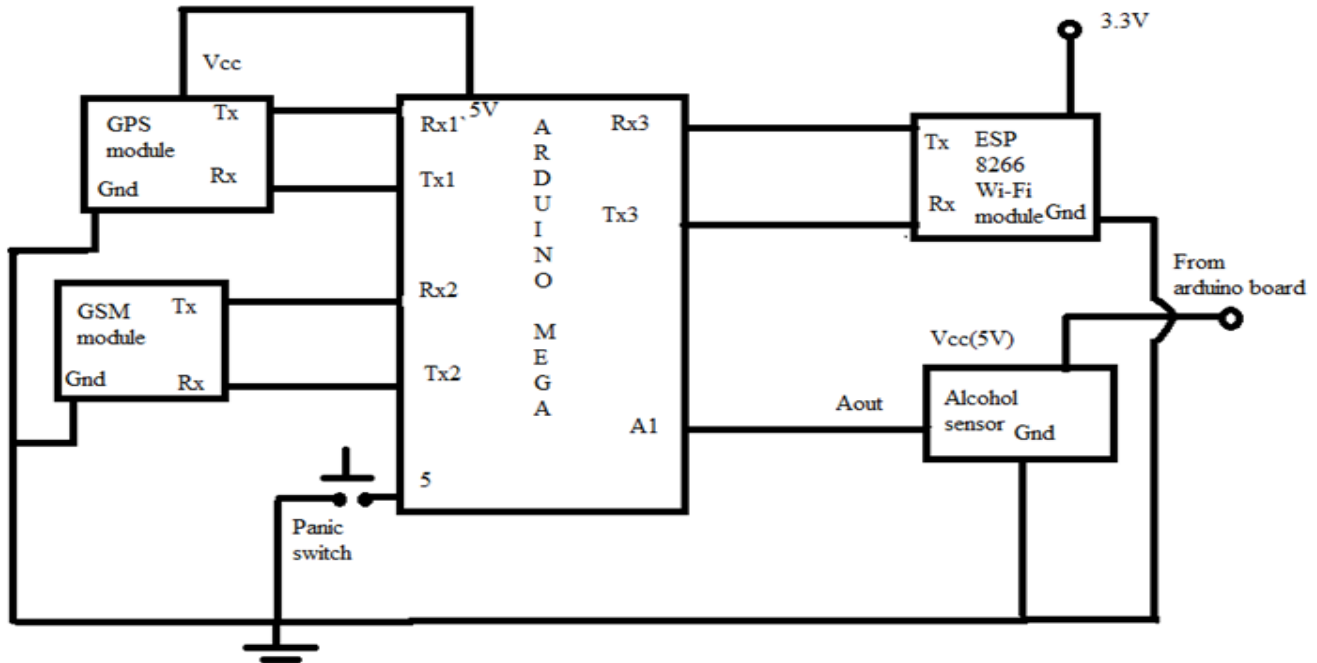 3.3V
Vcc
GPS
module
Tx
Rx
Gnd
5V
Rx1`
Tx1
Rx2
Tx2
5
A
R
D
U
I
N
O
M
E
G
A
Rx3
Tx3
A1
Tx
Rx
ESP
8266
Wi-Fi
module
Gnd
From
arduino board
GSM
module
Tx
Gnd
Rx
Vcc(5V)
Aout
Alcohol
sensor
Gnd
Panic
switch